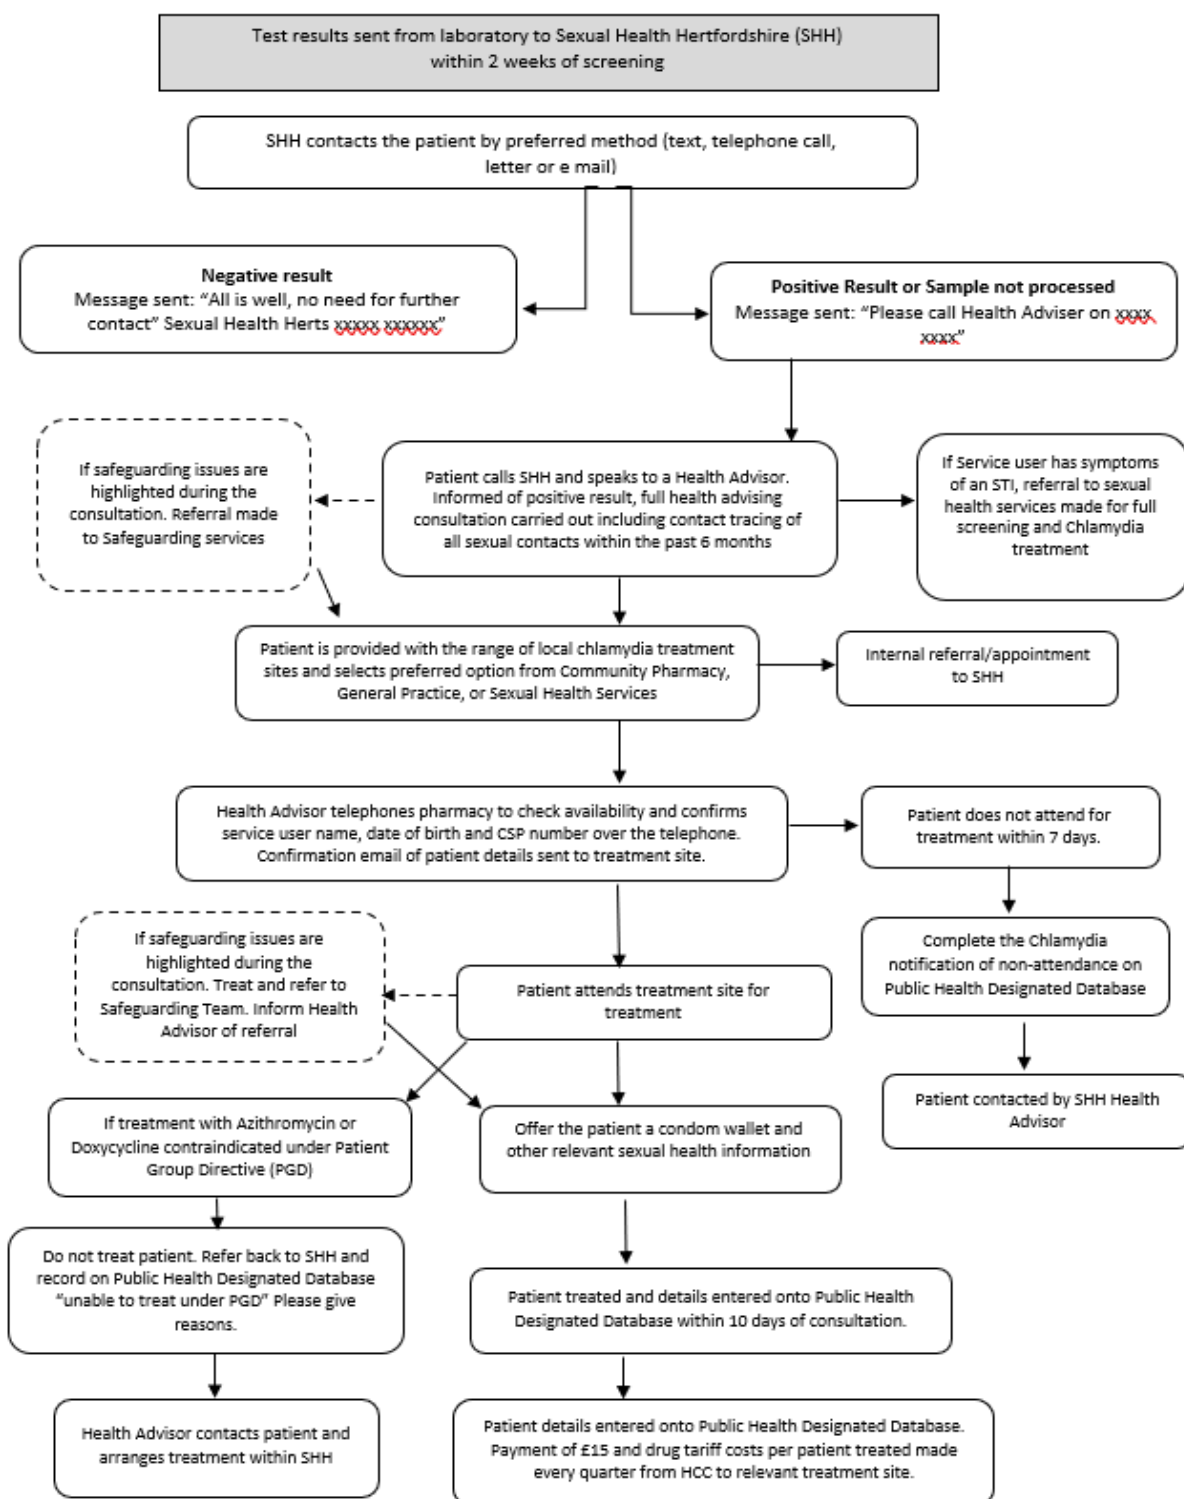 Test results sent from laboratory to Sexual Health Hertfordshire (SHH)
within 2 weeks of screening
SHH contacts the patient by preferred method (text, telephone call,
letter or e mail)
Negative result
Message sent: “All is well, no need for further
contact” Sexual Health Herts xxxxx xxxxxx”
Positive Result or Sample not processed
Message sent: “Please call Health Adviser on xxxx
xxxx”
If safeguarding issues are
highlighted during the
consultation. Referral made
to Safeguarding services
Patient calls SHH and speaks to a Health Advisor.
Informed of positive result, full health advising
consultation carried out including contact tracing of
all sexual contacts within the past 6 months
If Service user has symptoms
of an STI, referral to sexual
health services made for full
screening and Chlamydia
treatment
Patient is provided with the range of local chlamydia treatment
sites and selects preferred option from Community Pharmacy,
General Practice, or Sexual Health Services
Internal referral/appointment
to SHH
Health Advisor telephones pharmacy to check availability and confirms
service user name, date of birth and CSP number over the telephone.
Confirmation email of patient details sent to treatment site.
Patient does not attend for
treatment within 7 days.
If safeguarding issues are
highlighted during the
consultation. Treat and refer to
Safeguarding Team. Inform Health
Advisor of referral
Patient attends treatment site for
treatment
Complete the Chlamydia
notification of non-attendance on
Public Health Designated Database
If treatment with Azithromycin or
Doxycycline contraindicated under Patient
Group Directive (PGD)
Offer the patient a condom wallet and
other relevant sexual health information
Patient contacted by SHH Health
Advisor
Do not treat patient. Refer back to SHH and
record on Public Health Designated Database
“unable to treat under PGD” Please give
reasons.
Patient treated and details entered onto Public Health
Designated Database within 10 days of consultation.
Health Advisor contacts patient and
arranges treatment within SHH
Patient details entered onto Public Health Designated Database.
Payment of £15 and drug tariff costs per patient treated made
every quarter from HCC to relevant treatment site.